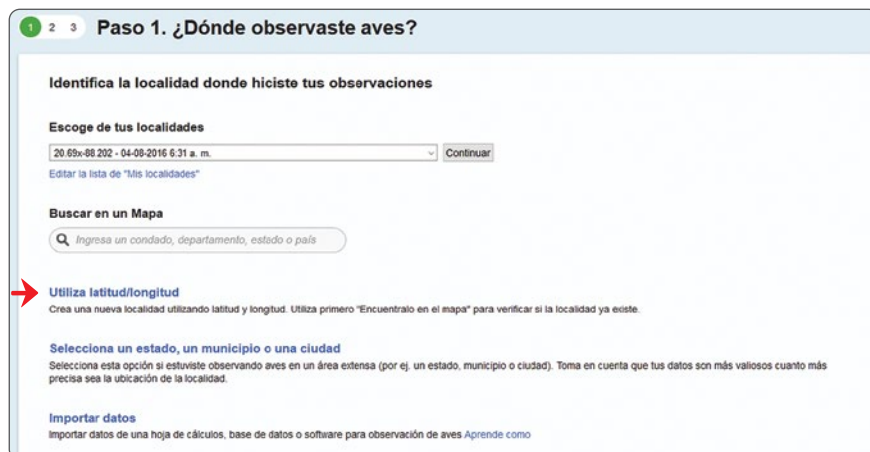 1 2 3 Paso 1. ¿Dónde observaste aves?
Identifica la localidad donde hiciste tus observaciones
Escoge de tus localidades
20.69x-88.202 - 04-08-2016 6:31 a. m.
Continuar
Editar la lista de "Mis localidades"
Buscar en un Mapa
Ingresa un condado, departamento, estado o país
Utiliza latitud/longitud
Crea una nueva localidad utilizando latitud y longitud. Utiliza primero "Encuentralo en el mapa" para verificar si la localidad ya existe.
Selecciona un estado, un municipio o una ciudad
Selecciona esta opción si estuviste observando aves en un área extensa (por ej. un estado, municipio o ciudad). Toma en cuenta que tus datos son más valiosos cuanto más
precisa sea la ubicación de la localidad.
Importar datos
Importar datos de una hoja de cálculos, base de datos o software para observación de aves Aprende como